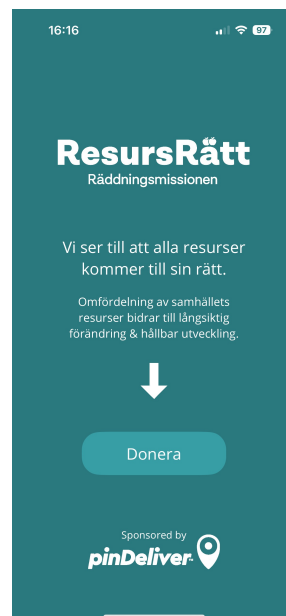 16:16
97
ResursRätt
Räddningsmissionen
Vi ser till att alla resurser
kommer till sin rätt.
Omfördelning av samhällets
resurser bidrar till långsiktig
förändring & hållbar utveckling.
Donera
Sponsored by
pinDeliver